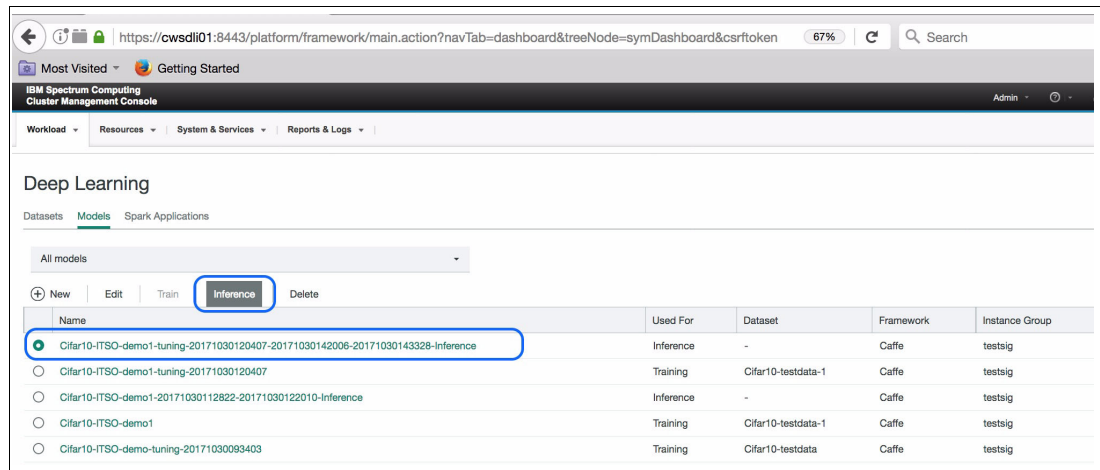 https://cwsdli01:8443/platform/framework/main.action?navTab=dashboard&treeNode=symDashboard&csrftoken 67% Search
Most Visited Getting Started
IBM Spectrum Computing
Cluster Management Console
Admin
Workload Resources System & Services Reports & Logs
Deep Learning
Datasets Models Spark Applications
All models
New Edit Train Inference Delete
Name Used For Dataset Framework Instance Group
Cifar10-ITSO-demo1-tuning-20171030120407-20171030142006-20171030143328-Inference Inference - Caffe testsig
Cifar10-ITSO-demo1-tuning-20171030120407 Training Cifar10-testdata-1 Caffe testsig
Cifar10-ITSO-demo1-20171030112822-20171030122010-Inference Inference - Caffe testsig
Cifar10-ITSO-demo1 Training Cifar10-testdata-1 Caffe testsig
Cifar10-ITSO-demo-tuning-20171030093403 Training Cifar10-testdata Caffe testsig